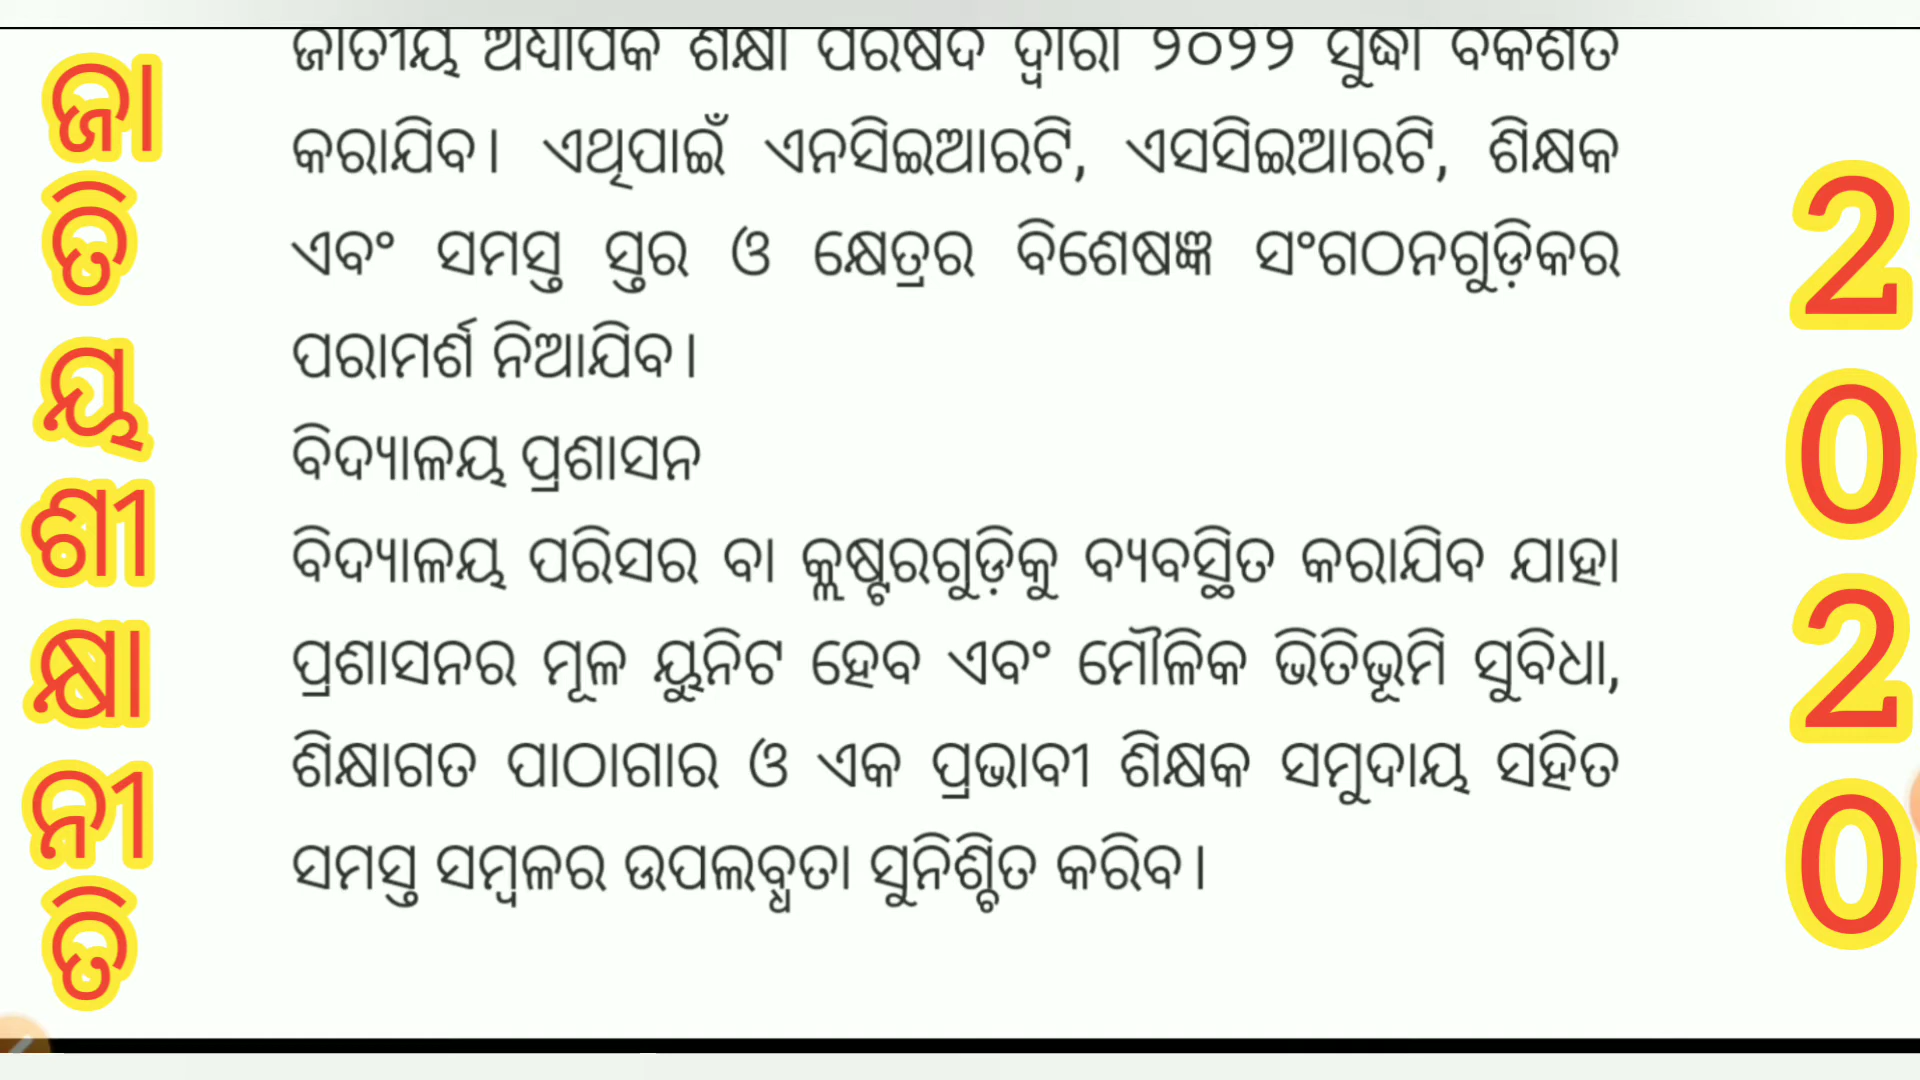 ଜାତୀୟ ଅଧ୍ୟାପକ ଶିକ୍ଷା ପରିଷଦ ଦ୍ୱାରା ୨୦୨୨ ସୁଦ୍ଧା ବିକଶିତ
କରାଯିବ। ଏଥିପାଇଁ ଏନସିଇଆରଟି, ଏସସିଇଆରଟି, ଶିକ୍ଷକ
ଏବଂ ସମସ୍ତ ସ୍ତର ଓ କ୍ଷେତ୍ରର ବିଶେଷଜ୍ଞ ସଂଗଠନଗୁଡ଼ିକର
ପରାମର୍ଶ ନିଆଯିବ।
ବିଦ୍ୟାଳୟ ପ୍ରଶାସନ
ବିଦ୍ୟାଳୟ ପରିସର ବା କ୍ଲଷ୍ଟରଗୁଡ଼ିକୁ ବ୍ୟବସ୍ଥିତ କରାଯିବ ଯାହା
ପ୍ରଶାସନର ମୂଳ ୟୁନିଟ ହେବ ଏବଂ ମୌଳିକ ଭିତିଭୂମି ସୁବିଧା,
ଶିକ୍ଷାଗତ ପାଠାଗାର ଓ ଏକ ପ୍ରଭାବୀ ଶିକ୍ଷକ ସମୁଦାୟ ସହିତ
ସମସ୍ତ ସମ୍ବଳର ଉପଲବ୍ଧତା ସୁନିଶ୍ଚିତ କରିବ।
ଜାତିୟ ଶୀକ୍ଷା ନୀତି
2020